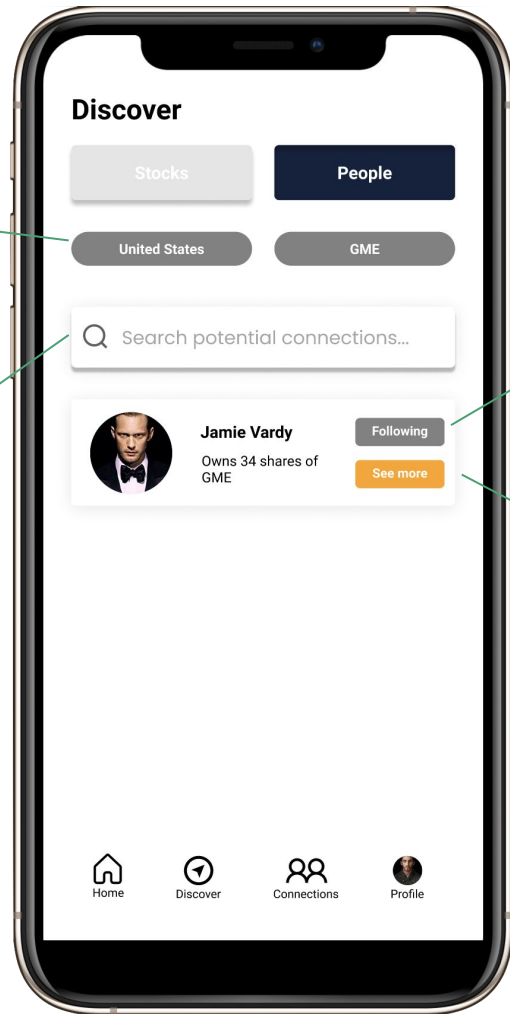 Discover
Stocks
People
United States
GME
Search potential connections...
Jamie Vardy
Owns 34 shares of
GME
Following
See more
Home
Discover
Connections
Profile